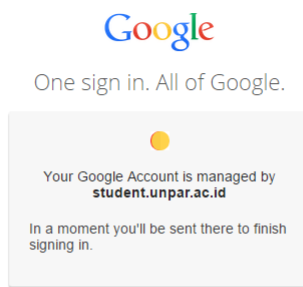 Google
One sign in. All of Google.
Your Google Account is managed by
student.unpar.ac.id
In a moment you'll be sent there to finish
signing in.